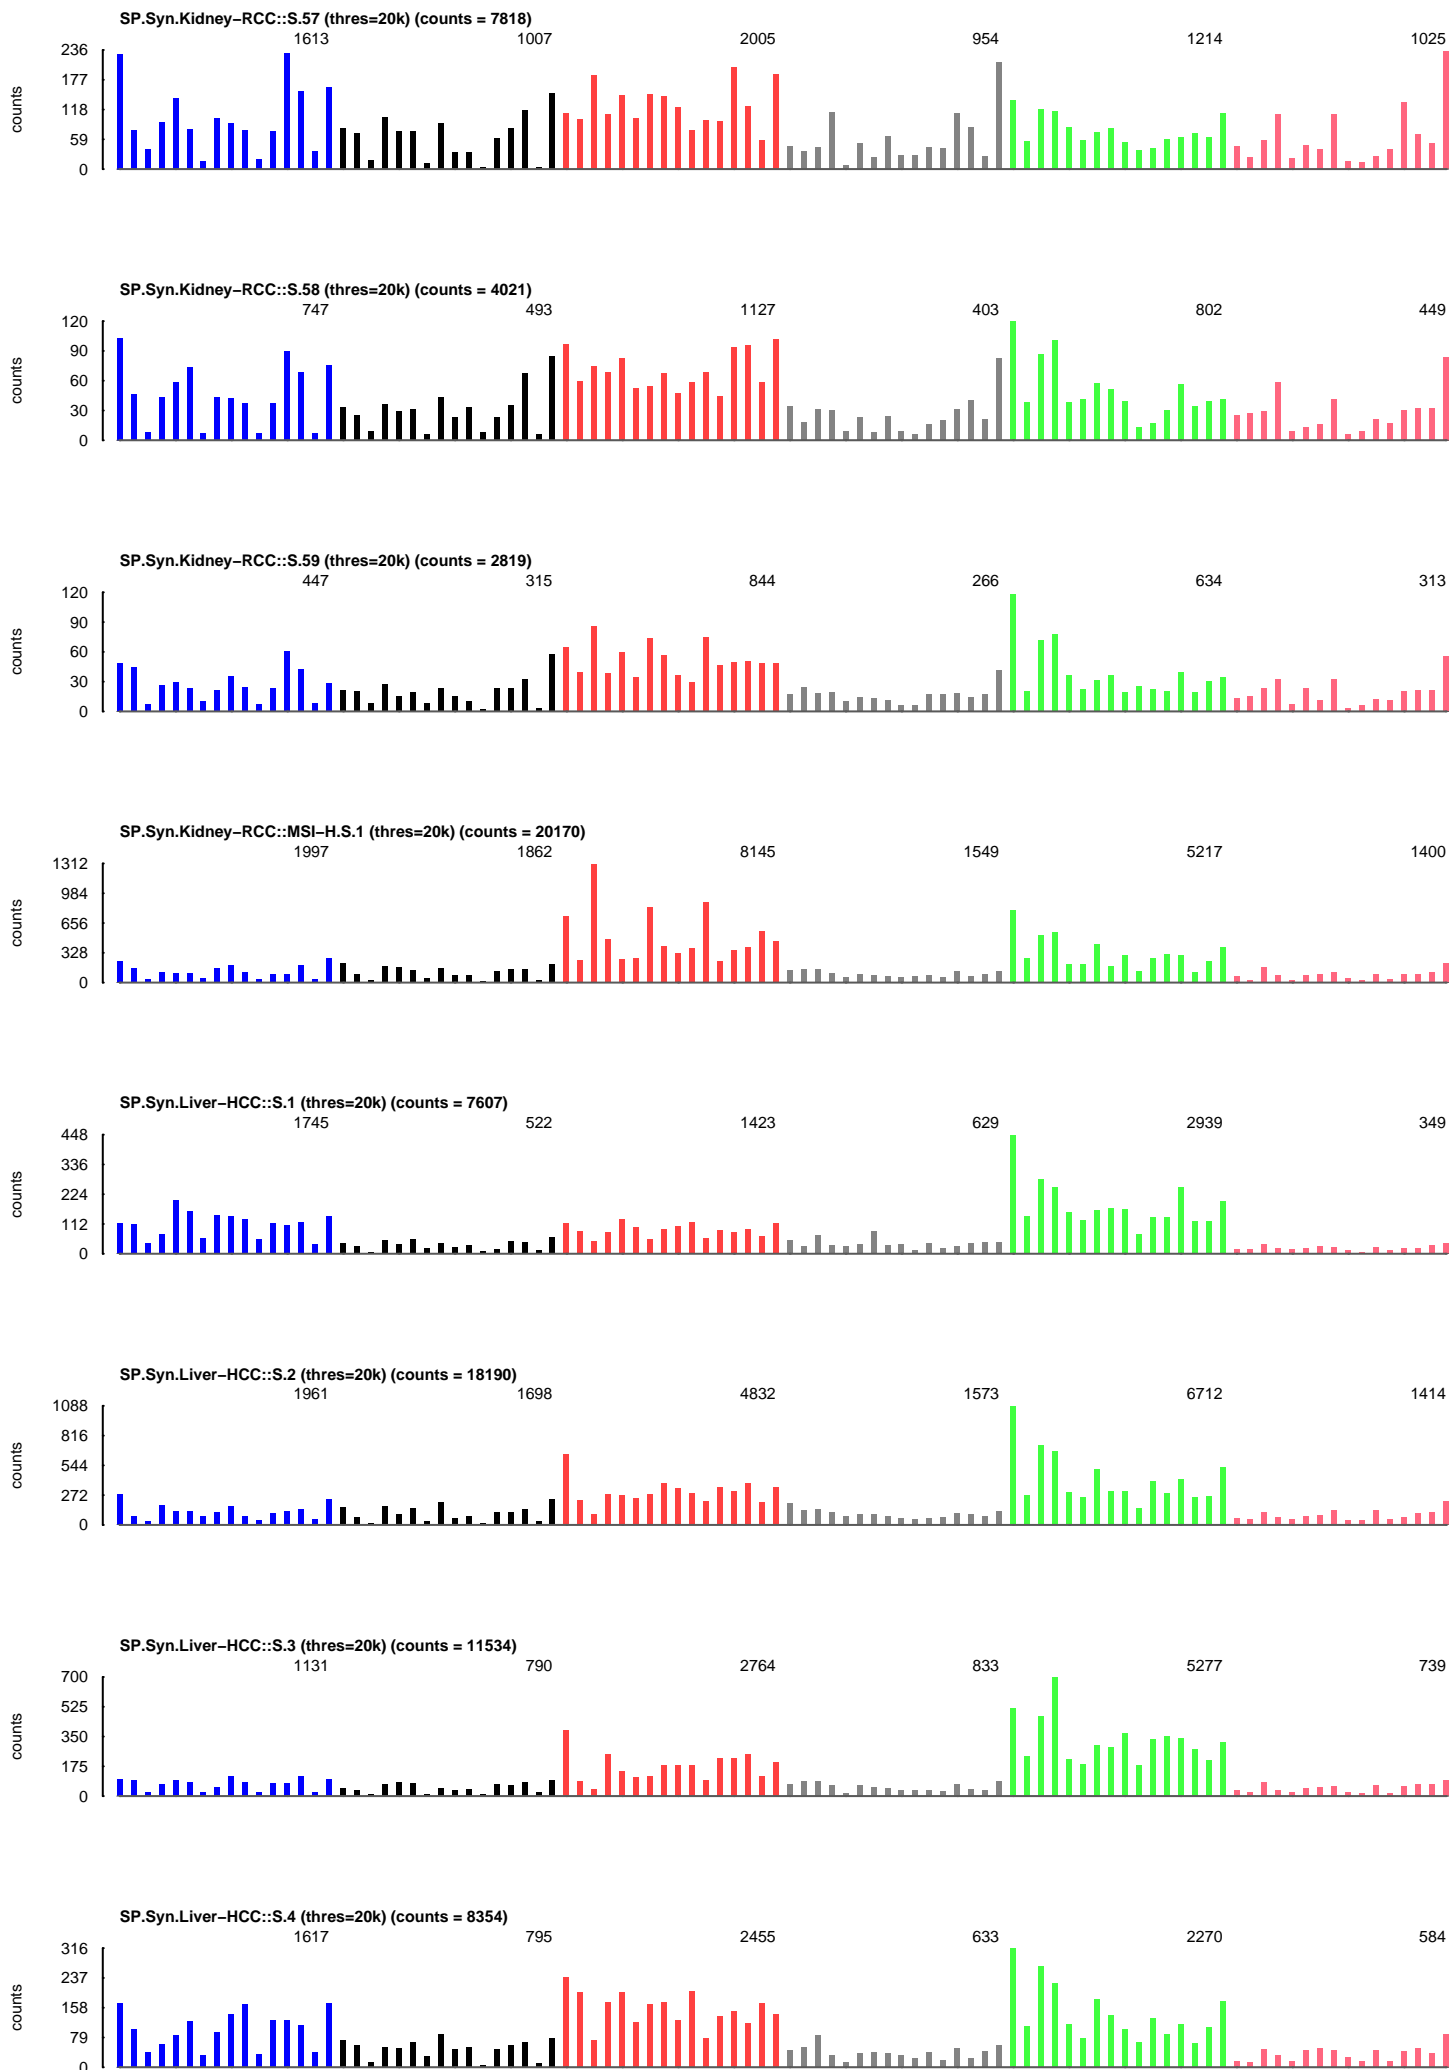 SP.Syn.Kidney−RCC::S.57 (thres=20k) (counts = 7818)
1613 1007 2005 954 1214 1025
236
177
118
59
0
counts
SP.Syn.Kidney−RCC::S.58 (thres=20k) (counts = 4021)
747 493 1127 403 802 449
120
90
60
30
0
counts
SP.Syn.Kidney−RCC::S.59 (thres=20k) (counts = 2819)
447 315 844 266 634 313
120
90
60
30
0
counts
SP.Syn.Kidney−RCC::MSI−H.S.1 (thres=20k) (counts = 20170)
1997 1862 8145 1549 5217 1400
1312
984
656
328
0
counts
SP.Syn.Liver−HCC::S.1 (thres=20k) (counts = 7607)
1745 522 1423 629 2939 349
448
336
224
112
0
counts
SP.Syn.Liver−HCC::S.2 (thres=20k) (counts = 18190)
1961 1698 4832 1573 6712 1414
1088
816
544
272
0
counts
SP.Syn.Liver−HCC::S.3 (thres=20k) (counts = 11534)
1131 790 2764 833 5277 739
700
525
350
175
0
counts
SP.Syn.Liver−HCC::S.4 (thres=20k) (counts = 8354)
1617 795 2455 633 2270 584
316
237
158
79
0
counts